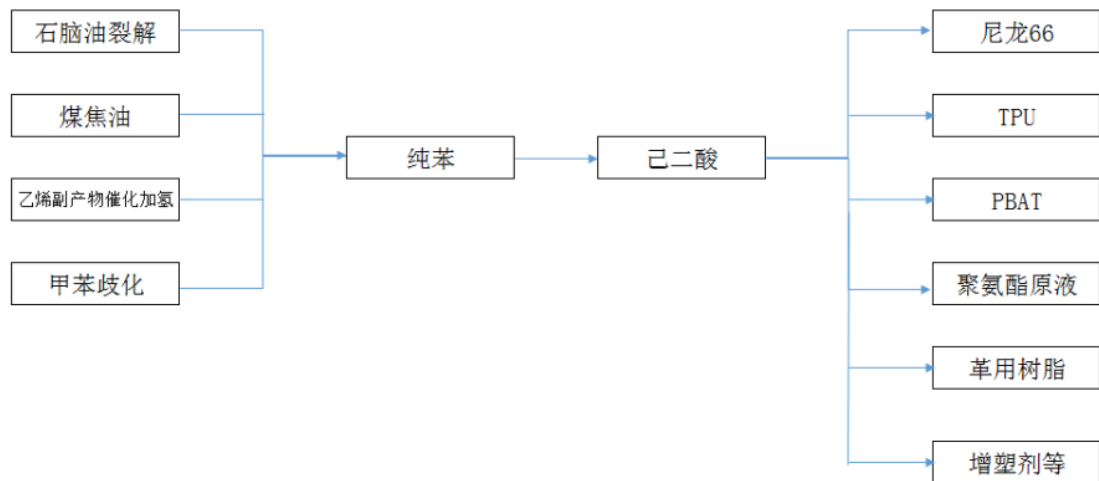 石脑油裂解
煤焦油
乙烯副产物催化加氢
甲苯歧化
纯苯
己二酸
尼龙66
TPU
PBAT
聚氨酯原液
革用树脂
增塑剂等